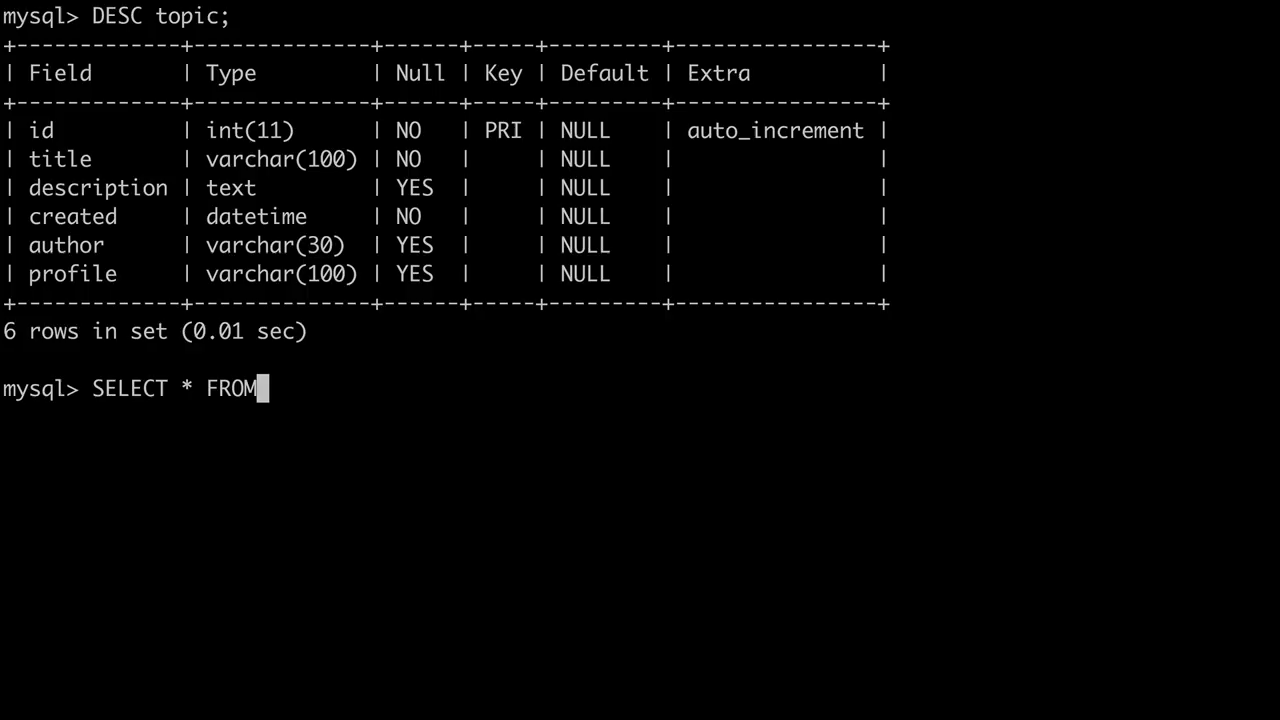 mysql> DESC topic;
+-------------+--------------+------+-----+---------+----------------+
| Field       | Type         | Null | Key | Default | Extra          |
+-------------+--------------+------+-----+---------+----------------+
| id          | int(11)      | NO   | PRI | NULL    | auto_increment |
| title       | varchar(100) | NO   |     | NULL    |                |
| description | text         | YES  |     | NULL    |                |
| created     | datetime     | NO   |     | NULL    |                |
| author      | varchar(30)  | YES  |     | NULL    |                |
| profile     | varchar(100) | YES  |     | NULL    |                |
+-------------+--------------+------+-----+---------+----------------+
6 rows in set (0.01 sec)
mysql> SELECT * FROM